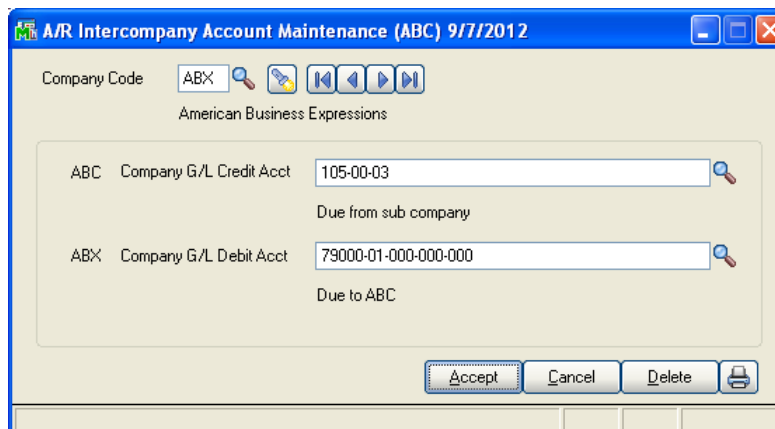 A/R Intercompany Account Maintenance (ABC) 9/7/2012
Company Code ABX
American Business Expressions
ABC Company G/L Credit Acct 105-00-03
Due from sub company
ABX Company G/L Debit Acct 79000-01-000-000-000
Due to ABC
Accept Cancel Delete